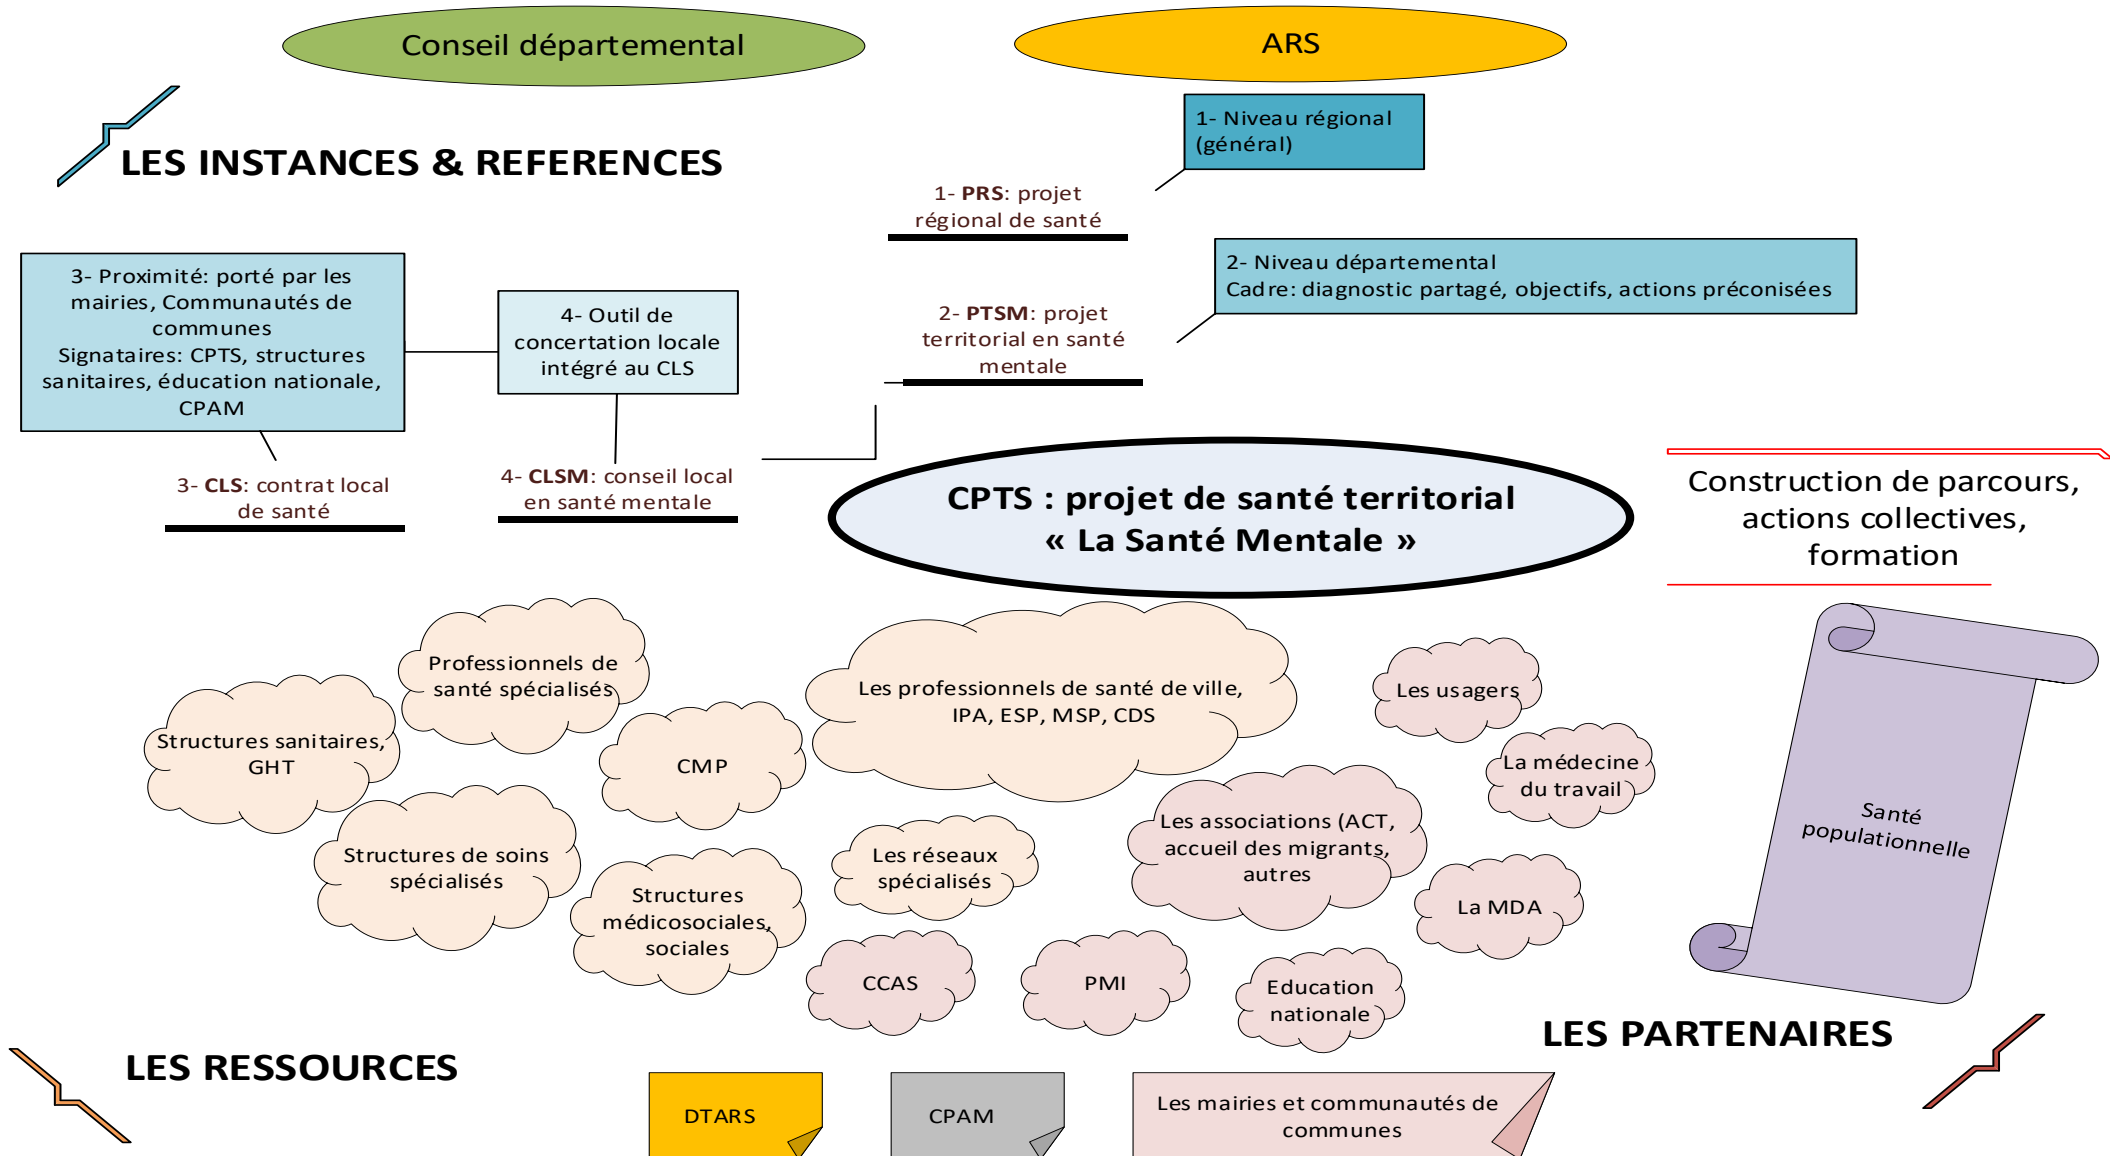 Conseil départemental
ARS
LES INSTANCES & REFERENCES
1- Niveau régional
(général)
1- PRS: projet
régional de santé
2- Niveau départemental
Cadre: diagnostic partagé, objectifs, actions préconisées
2- PTSM: projet
territorial en santé
mentale
3- Proximité: porté par les
mairies, Communautés de
communes
Signataires: CPTS, structures
sanitaires, éducation nationale,
CPAM
4- Outil de
concertation locale
intégré au CLS
3- CLS: contrat local
de santé
4- CLSM: conseil local
en santé mentale
CPTS : projet de santé territorial
« La Santé Mentale »
Construction de parcours,
actions collectives,
formation
Professionnels de
santé spécialisés
Structures sanitaires,
GHT
CMP
Les professionnels de santé de ville,
IPA, ESP, MSP, CDS
Les usagers
La médecine
du travail
Structures de soins
spécialisés
Structures
médicosociales,
sociales
Les réseaux
spécialisés
Les associations (ACT,
accueil des migrants,
autres
La MDA
CCAS
PMI
Education
nationale
Santé
populationnelle
LES RESSOURCES
LES PARTENAIRES
DTARS
CPAM
Les mairies et communautés de
communes